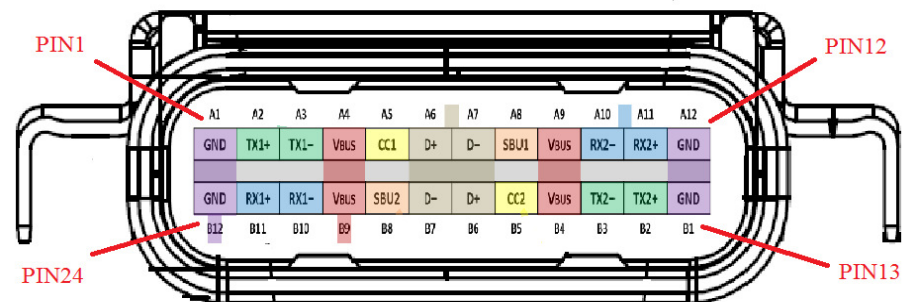 PIN1 PIN12
A1 A2 A3 A4 A5 A6 A7 A8 A9 A10 A11 A12
GND TX1+ TX1− VBUS CC1 D+ D− SBU1 VBUS RX2− RX2+ GND
GND RX1+ RX1− VBUS SBU2 D− D+ CC2 VBUS TX2− TX2+ GND
B12 B11 B10 B9 B8 B7 B6 B5 B4 B3 B2 B1
PIN24 PIN13